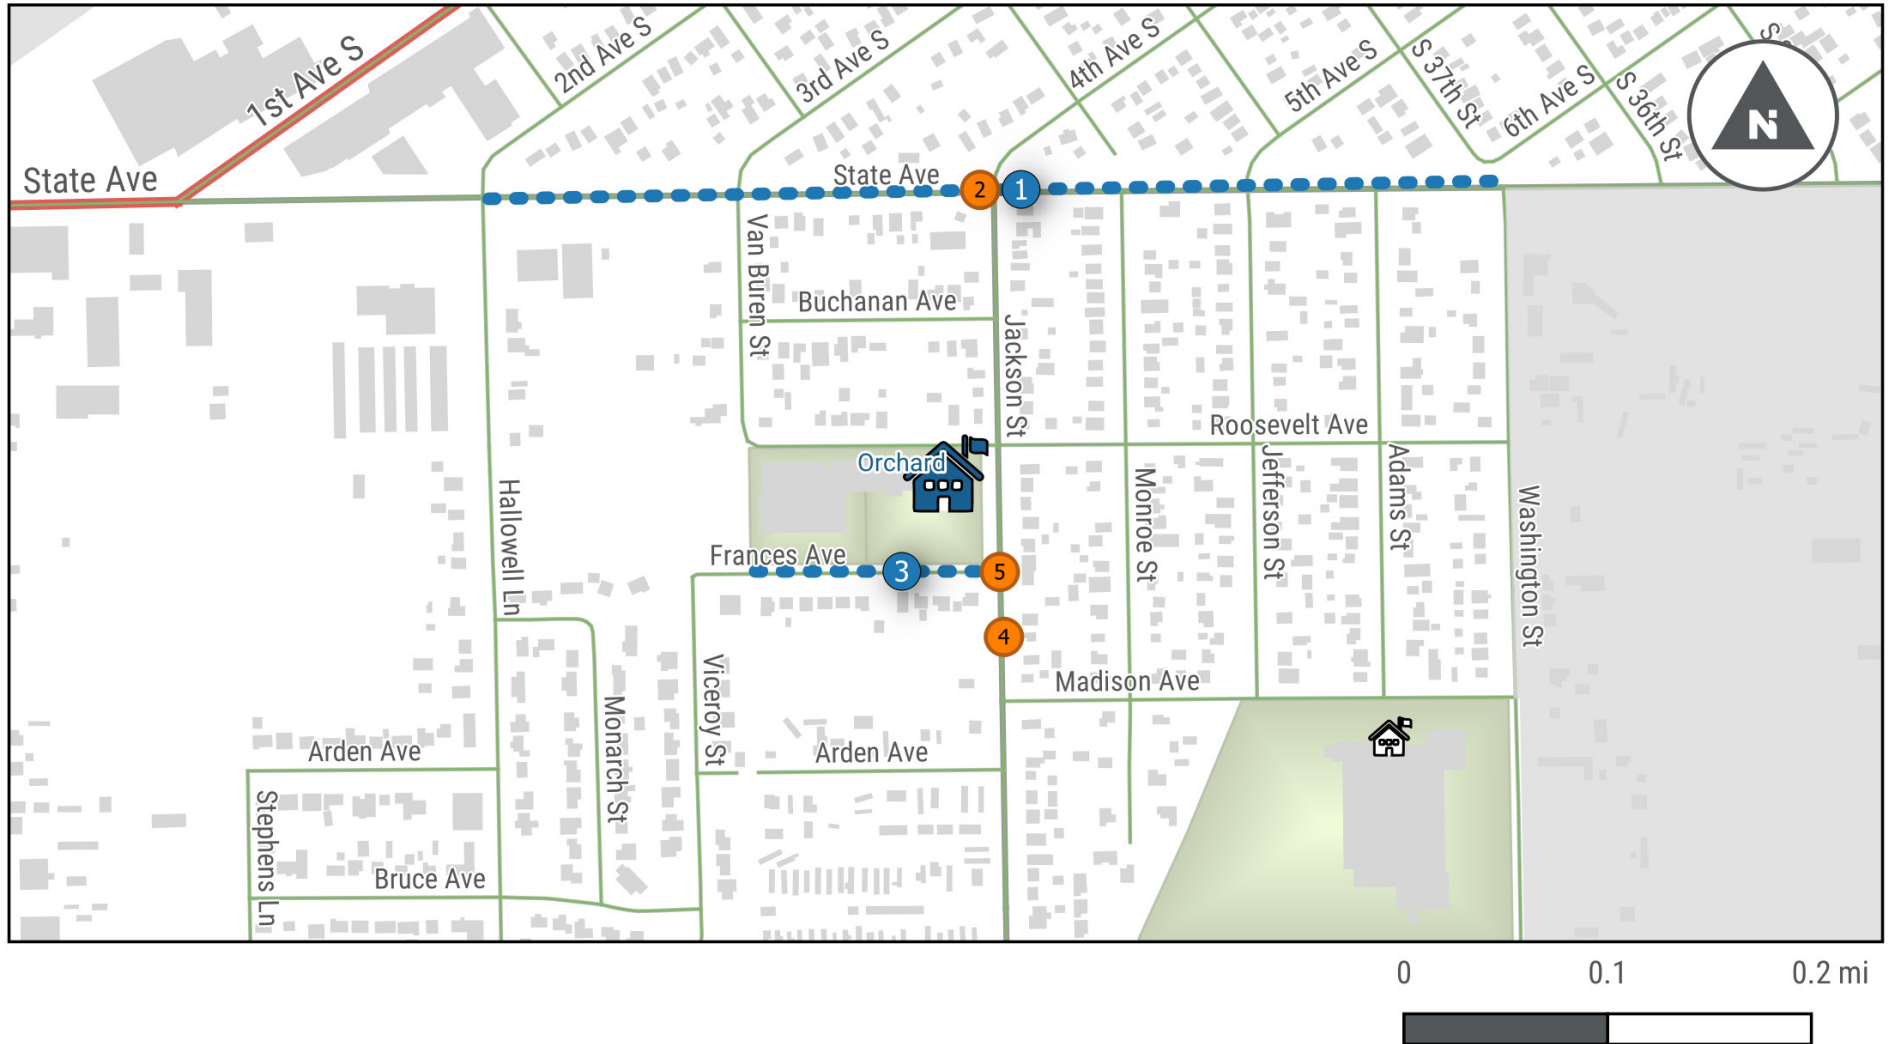 1st Ave S
2nd Ave S
3rd Ave S
4th Ave S
5th Ave S
S 37th St
6th Ave S
S 36th St
N
State Ave
State Ave
2
1
Van Buren St
Buchanan Ave
Jackson St
Roosevelt Ave
Orchard
Hallowell Ln
Monroe St
Jefferson St
Adams St
Washington St
Frances Ave
3
5
4
Viceroy St
Monarch St
Madison Ave
Arden Ave
Arden Ave
Stephens Ln
Bruce Ave
0
0.1
0.2 mi